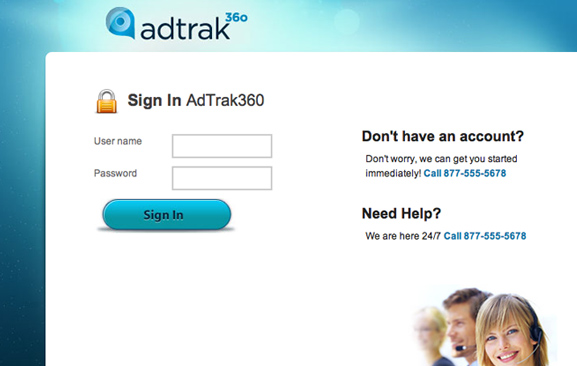 adtrak360
Sign In AdTrak360
User name
Password
Sign In
Don't have an account?
Don't worry, we can get you started
immediately! Call 877-555-5678
Need Help?
We are here 24/7 Call 877-555-5678